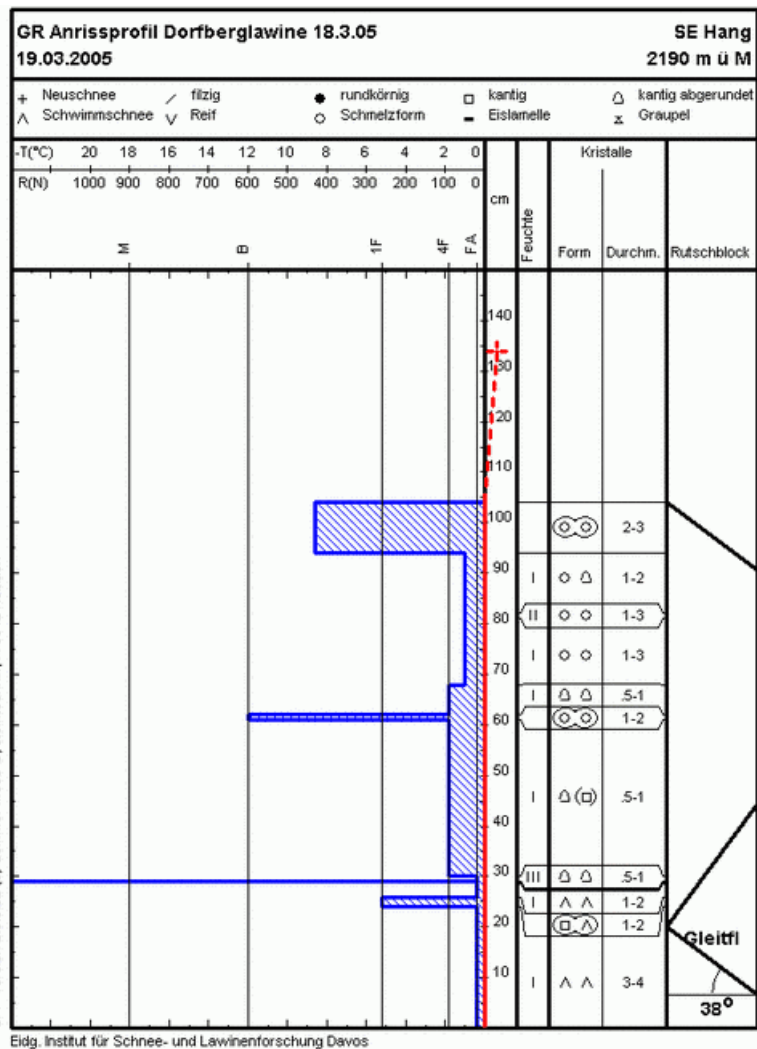 GR Anrissprofil Dorfberglawine 18.3.05 SE Hang
19.03.2005 2190 m ü M
+ Neuschnee / filzig ● rundkörnig □ kantig kantig abgerundet
∧ Schwimmschnee ∨ Reif ○ Schmelzform - Eislamelle Graupel
-T(°C) 20 18 16 14 12 10 8 6 4 2 0 Kristalle
R(N) 1000 900 800 700 600 500 400 300 200 100 0 cm
M B 1F 4F F A Feuchte Form Durchm. Rutschblock
140
130
120
110
100
2-3
90 I 1-2
80 II 1-3
70 I 1-3
I .5-1
60 1-2
50
I .5-1
40
30 III .5-1
I 1-2
20 1-2
Gleitfl
10 I 3-4
38°
Eidg. Institut für Schnee- und Lawinenforschung Davos